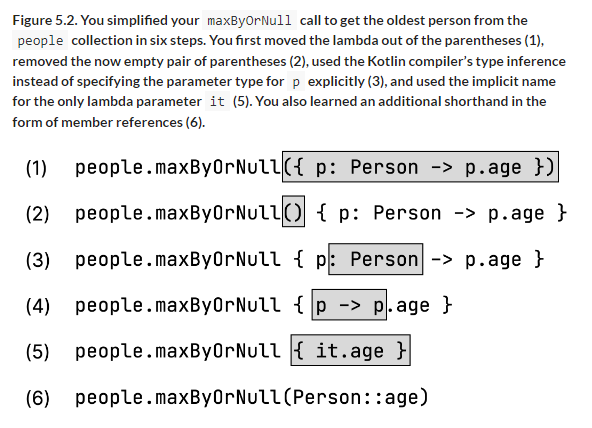 Figure 5.2. You simplified your maxByOrNull call to get the oldest person from the
people collection in six steps. You first moved the lambda out of the parentheses (1),
removed the now empty pair of parentheses (2), used the Kotlin compiler's type inference
instead of specifying the parameter type for p explicitly (3), and used the implicit name
for the only lambda parameter it (5). You also learned an additional shorthand in the
form of member references (6).
(1) people.maxByOrNull({ p: Person -> p.age })
(2) people.maxByOrNull() { p: Person -> p.age }
(3) people.maxByOrNull { p: Person -> p.age }
(4) people.maxByOrNull { p -> p.age }
(5) people.maxByOrNull { it.age }
(6) people.maxByOrNull(Person::age)